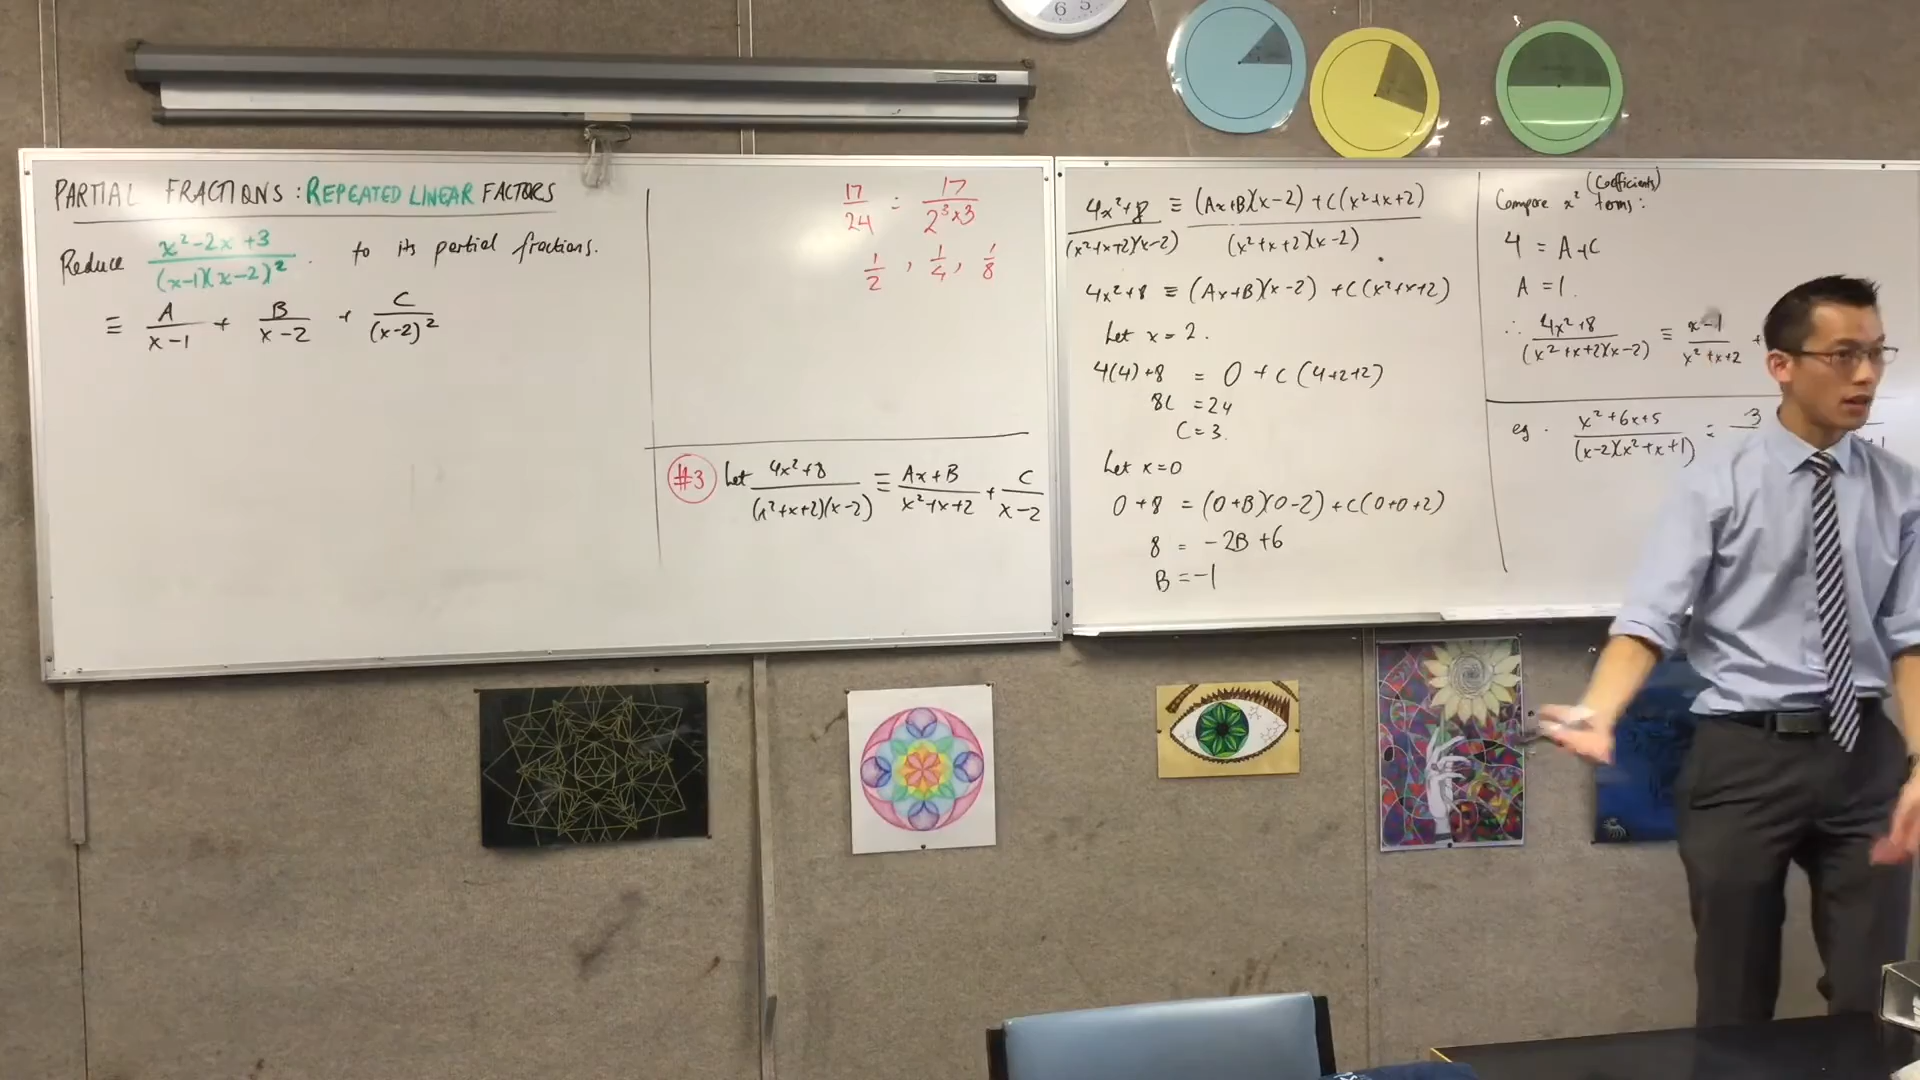 6 5
PARTIAL FRACTIONS : REPEATED LINEAR FACTORS
Reduce (x²-2x+3)/((x-1)(x-2)²) to its partial fractions.
≡ A/(x-1) + B/(x-2) + C/(x-2)²
17/24 = 17/(2³×3)
1/2 , 1/4 , 1/8
#3 Let (4x²+8)/((x²+x+2)(x-2)) ≡ (Ax+B)/(x²+x+2) + C/(x-2)
(4x²+8)/((x²+x+2)(x-2)) ≡ ((Ax+B)(x-2)+C(x²+x+2))/((x²+x+2)(x-2))
4x²+8 ≡ (Ax+B)(x-2) + C(x²+x+2)
Let x = 2.
4(4)+8 = 0 + C(4+2+2)
8C = 24
C = 3.
Let x=0
0+8 = (0+B)(0-2)+C(0+0+2)
8 = -2B+6
B = -1
(Coefficients)
Compare x² terms:
4 = A+C
A = 1.
∴ (4x²+8)/((x²+x+2)(x-2)) ≡ (x-1)/(x²+x+2) +
eg. (x²+6x+5)/((x-2)(x²+x+1)) = 3